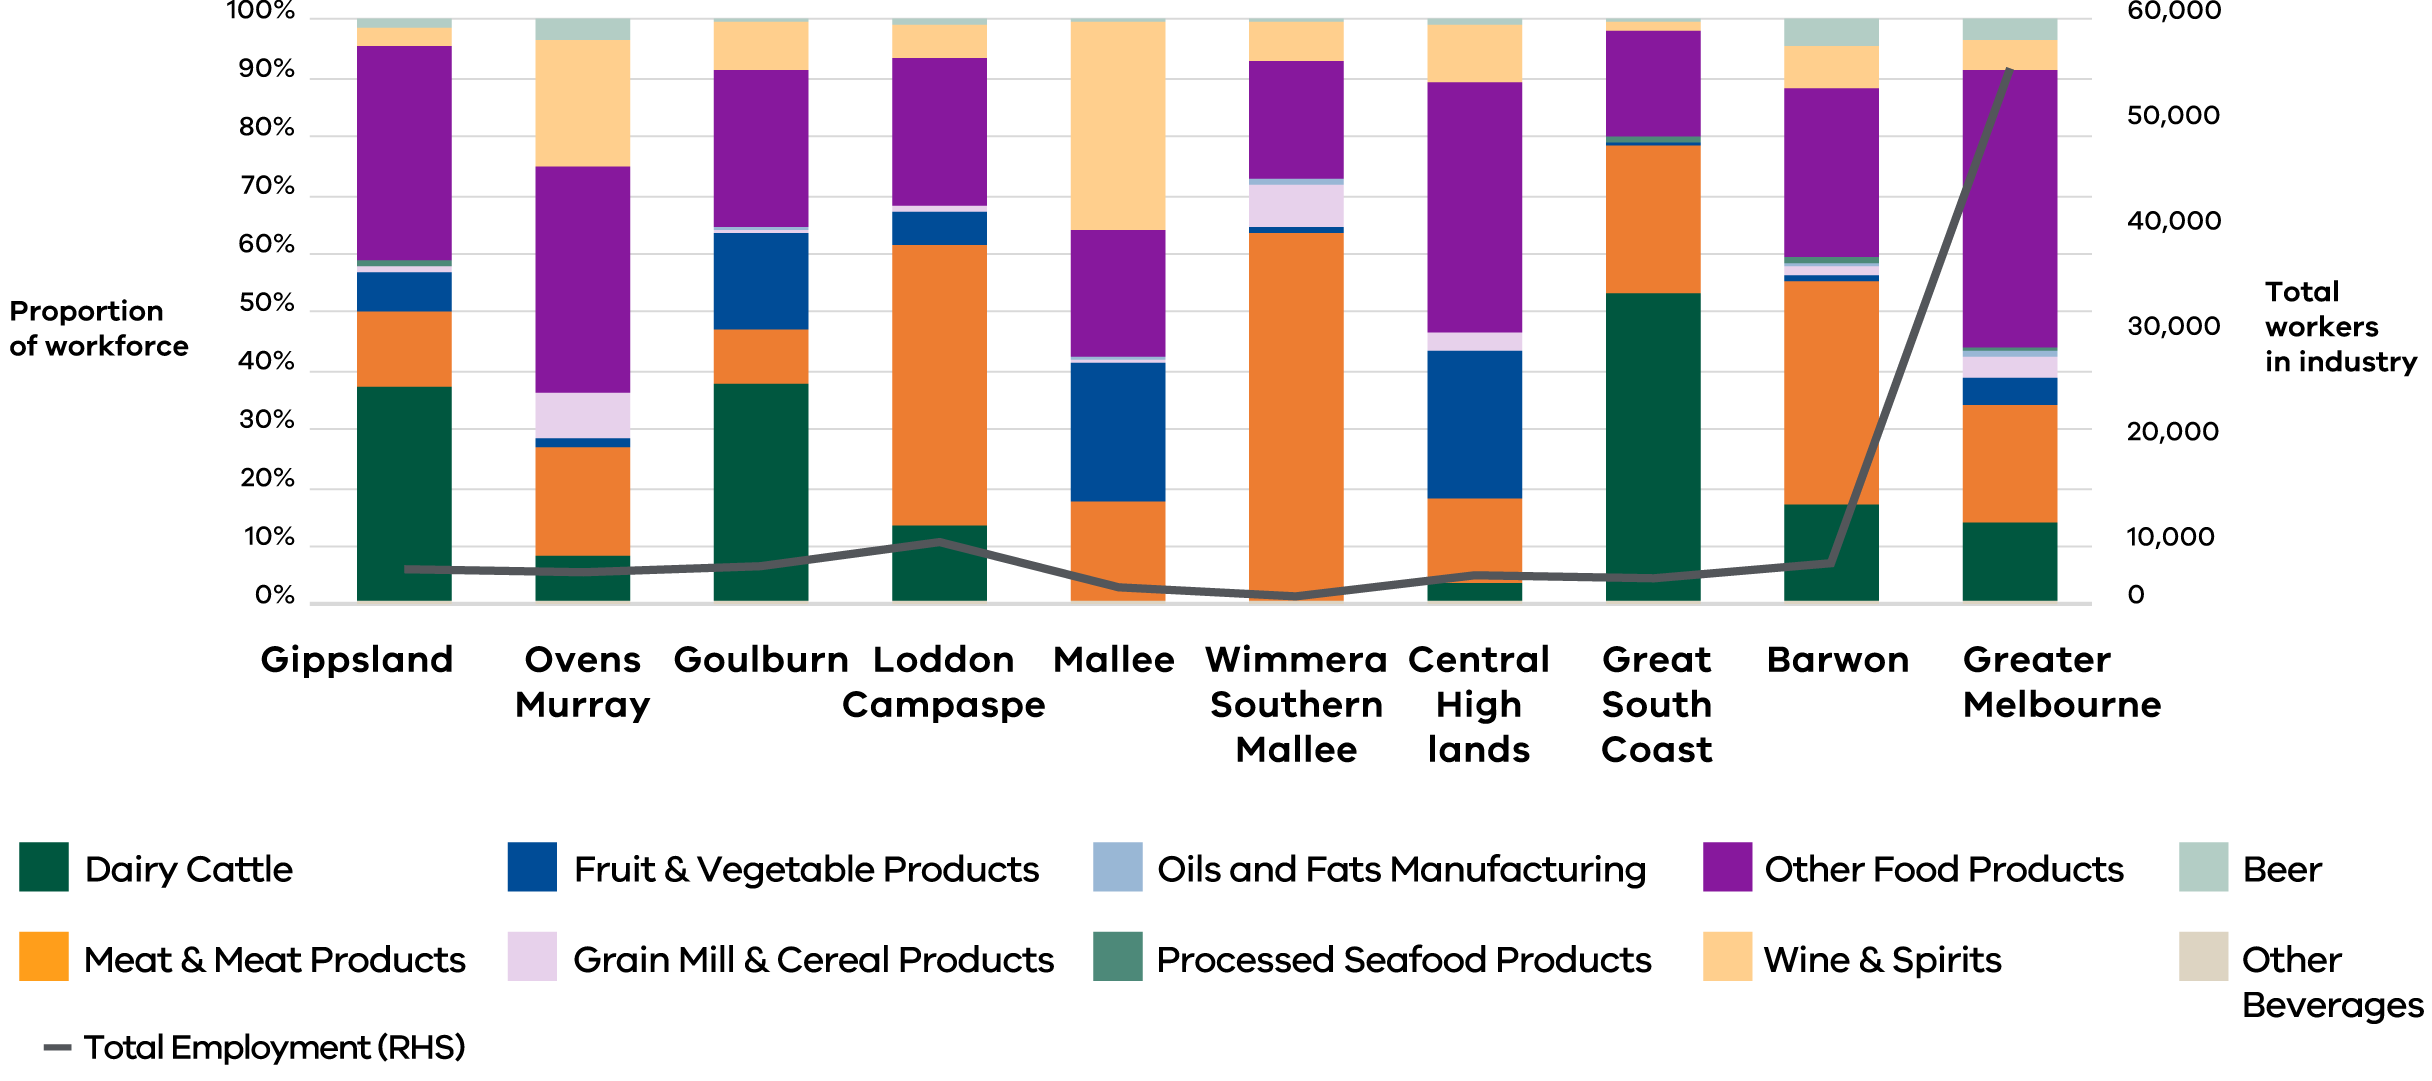 100%
90%
80%
70%
60%
50%
40%
30%
20%
10%
0%
Proportion
of workforce
60,000
50,000
40,000
30,000
20,000
10,000
0
Total
workers
in industry
Gippsland
Ovens
Murray
Goulburn
Loddon
Campaspe
Mallee
Wimmera
Southern
Mallee
Central
High
lands
Great
South
Coast
Barwon
Greater
Melbourne
Dairy Cattle
Fruit & Vegetable Products
Oils and Fats Manufacturing
Other Food Products
Beer
Meat & Meat Products
Grain Mill & Cereal Products
Processed Seafood Products
Wine & Spirits
Other
Beverages
Total Employment (RHS)